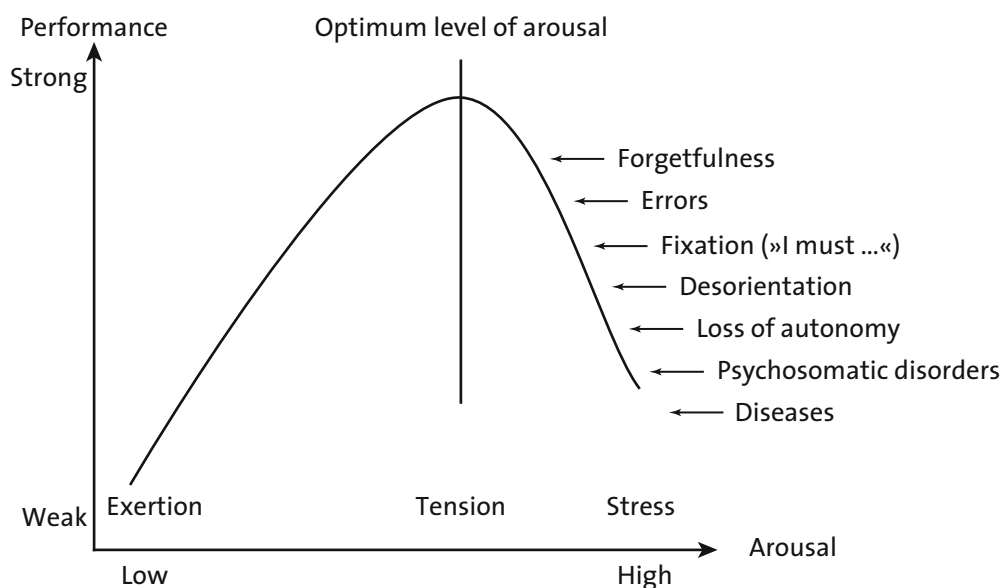 Performance
Optimum level of arousal
Strong
Forgetfulness
Errors
Fixation (»I must ...«)
Desorientation
Loss of autonomy
Psychosomatic disorders
Diseases
Weak
Exertion
Tension
Stress
Arousal
Low
High